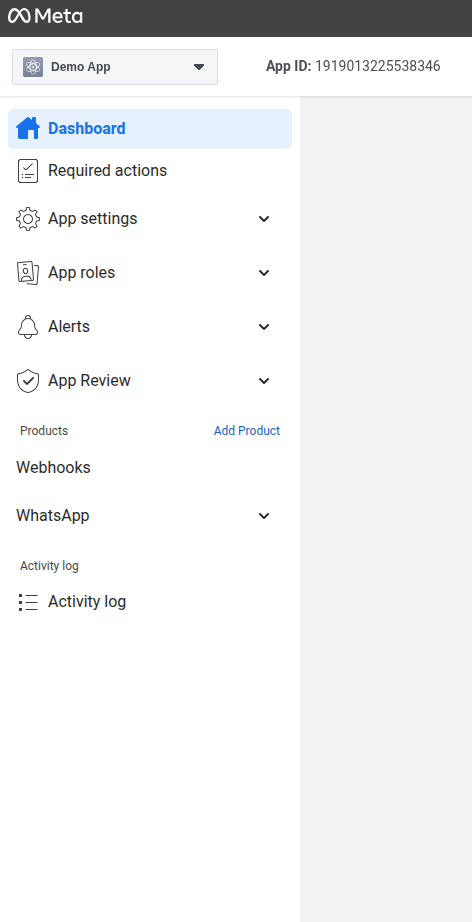 Meta
Demo App
App ID: 1919013225538346
Dashboard
Required actions
App settings
App roles
Alerts
App Review
Products Add Product
Webhooks
WhatsApp
Activity log
Activity log